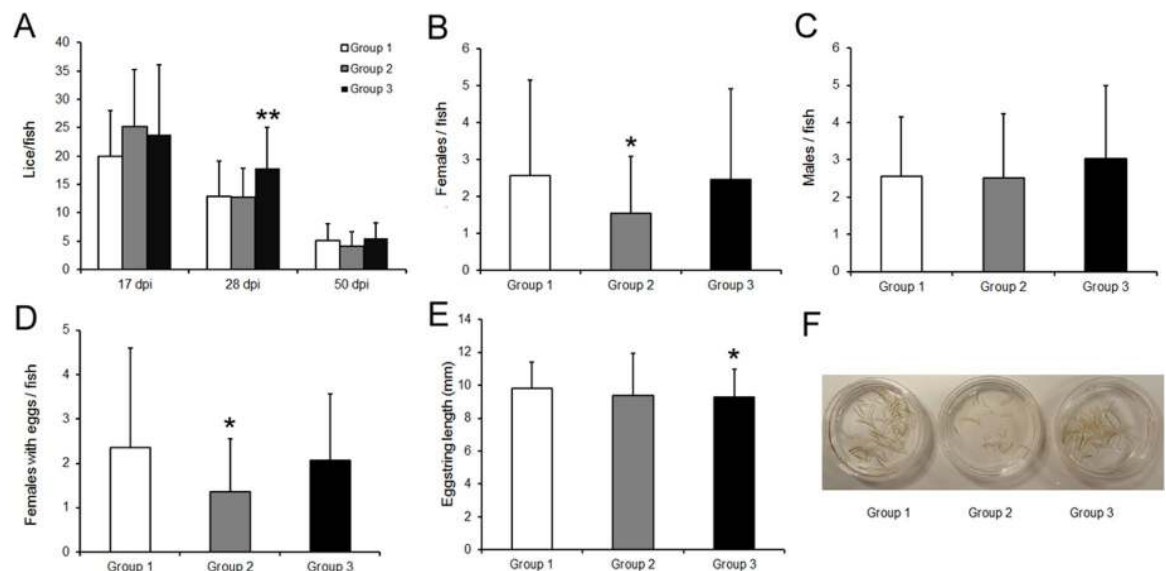 A
40
35
30
25
20
15
10
5
0
Lice/fish
Group 1
Group 2
Group 3
**
17 dpi 28 dpi 50 dpi
B
6
5
4
3
2
1
0
Females / fish
*
Group 1 Group 2 Group 3
C
6
5
4
3
2
1
0
Males / fish
Group 1 Group 2 Group 3
D
5
4
3
2
1
0
Females with eggs / fish
*
Group 1 Group 2 Group 3
E
14
12
10
8
6
4
2
0
Eggstring length (mm)
*
Group 1 Group 2 Group 3
F
Group 1 Group 2 Group 3